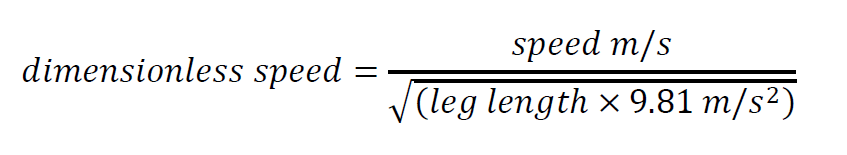 dimensionless speed = speed m/s / √(leg length × 9.81 m/s²)